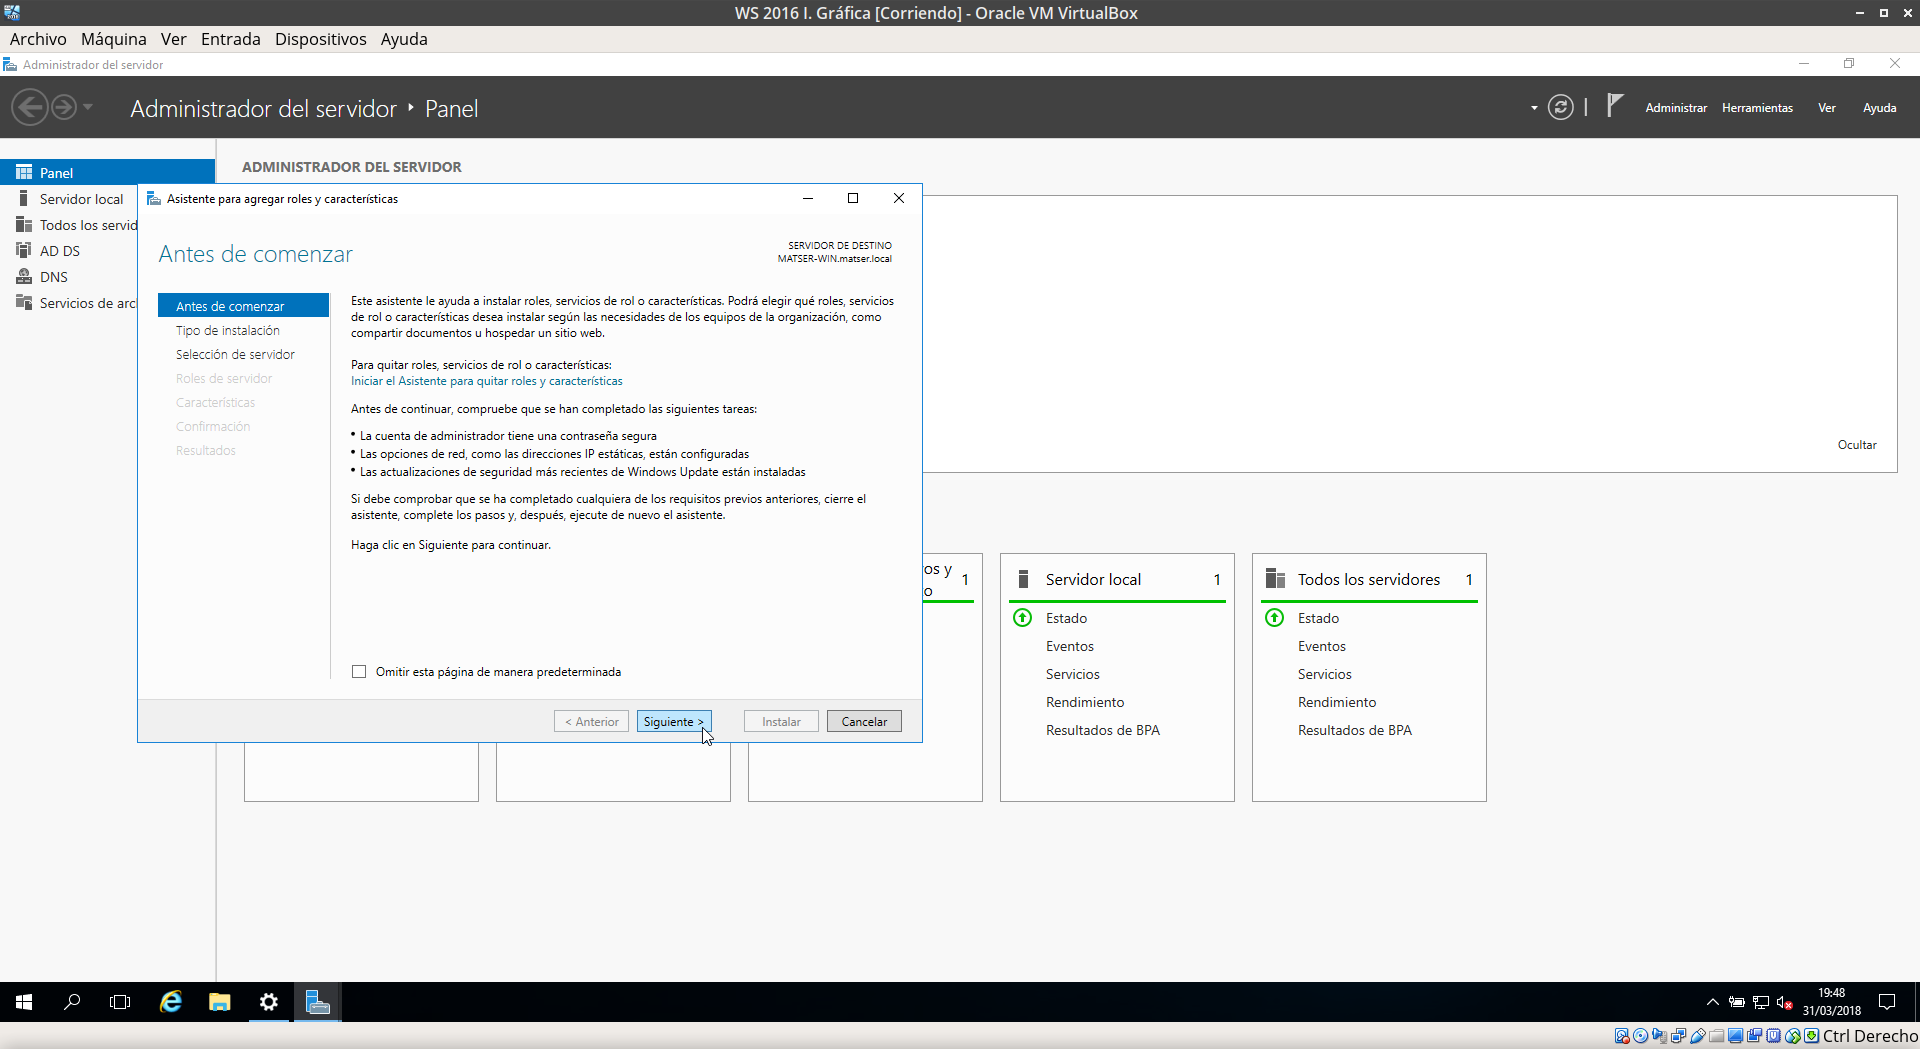 WS 2016 I. Gráfica [Corriendo] - Oracle VM VirtualBox
Archivo Máquina Ver Entrada Dispositivos Ayuda
Administrador del servidor
Administrador del servidor ‣ Panel
Administrar Herramientas Ver Ayuda
Panel
Servidor local
Todos los servid
AD DS
DNS
Servicios de arc
ADMINISTRADOR DEL SERVIDOR
Asistente para agregar roles y características
Antes de comenzar
SERVIDOR DE DESTINO
MATSER-WIN.matser.local
Antes de comenzar
Tipo de instalación
Selección de servidor
Roles de servidor
Características
Confirmación
Resultados
Este asistente le ayuda a instalar roles, servicios de rol o características. Podrá elegir qué roles, servicios
de rol o características desea instalar según las necesidades de los equipos de la organización, como
compartir documentos u hospedar un sitio web.
Para quitar roles, servicios de rol o características:
Iniciar el Asistente para quitar roles y características
Antes de continuar, compruebe que se han completado las siguientes tareas:
• La cuenta de administrador tiene una contraseña segura
• Las opciones de red, como las direcciones IP estáticas, están configuradas
• Las actualizaciones de seguridad más recientes de Windows Update están instaladas
Si debe comprobar que se ha completado cualquiera de los requisitos previos anteriores, cierre el
asistente, complete los pasos y, después, ejecute de nuevo el asistente.
Haga clic en Siguiente para continuar.
Omitir esta página de manera predeterminada
< Anterior Siguiente > Instalar Cancelar
Ocultar
ros y
o
1
Servidor local 1
Estado
Eventos
Servicios
Rendimiento
Resultados de BPA
Todos los servidores 1
Estado
Eventos
Servicios
Rendimiento
Resultados de BPA
19:48
31/03/2018
Ctrl Derecho